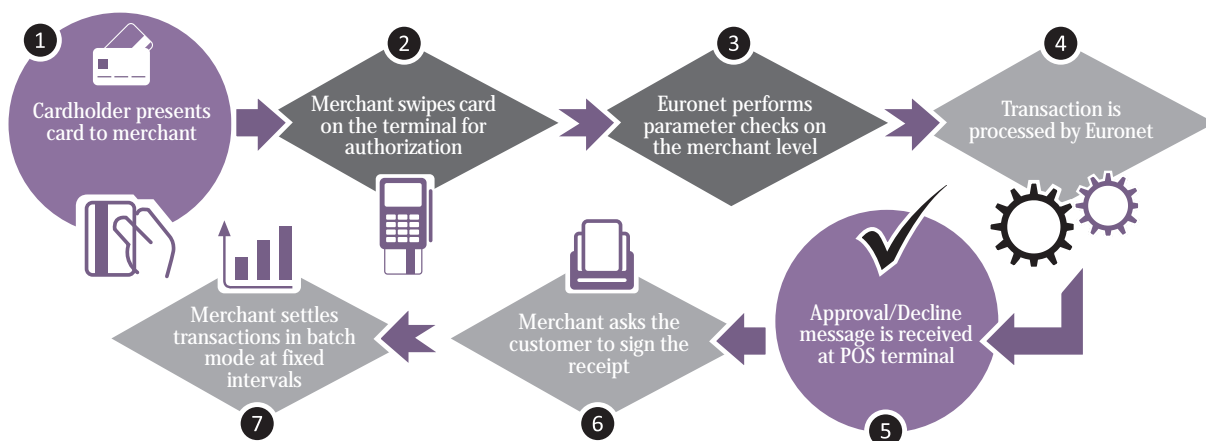 1
Cardholder presents
card to merchant
2
Merchant swipes card
on the terminal for
authorization
3
Euronet performs
parameter checks on
the merchant level
4
Transaction is
processed by Euronet
Approval/Decline
message is received
at POS terminal
5
Merchant asks the
customer to sign the
receipt
6
Merchant settles
transactions in batch
mode at fixed
intervals
7